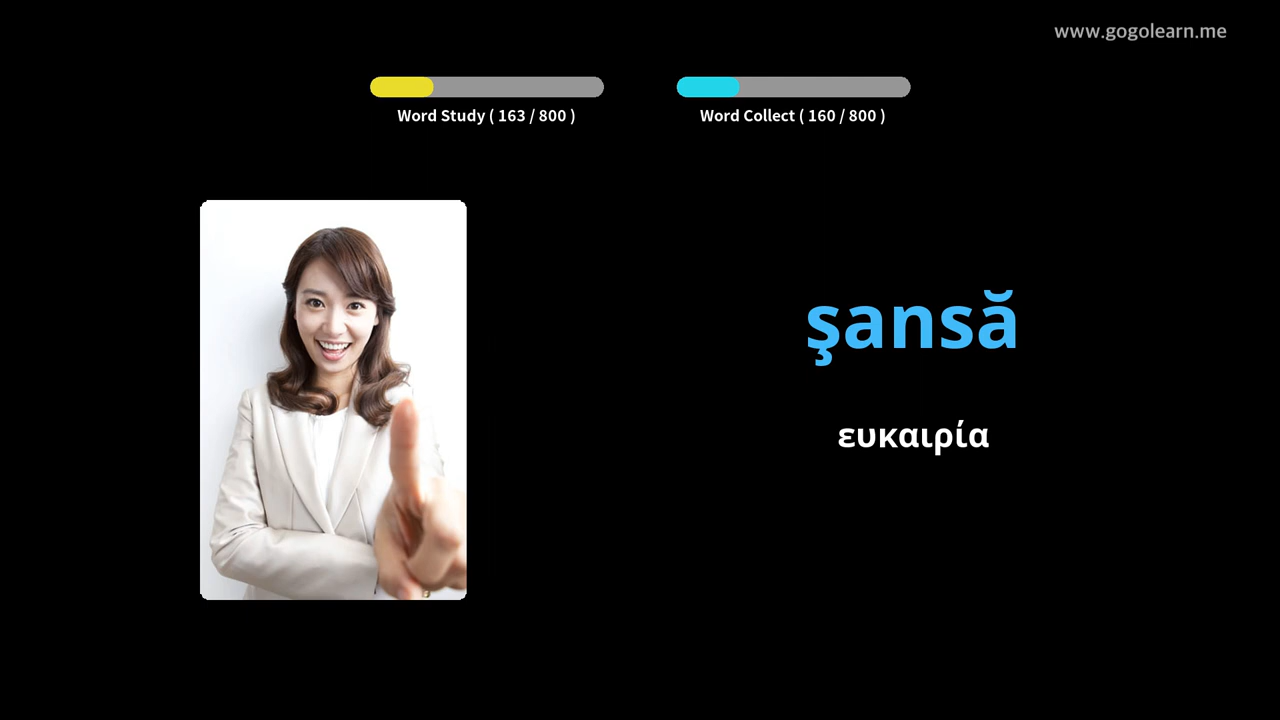 www.gogolearn.me
Word Study ( 163 / 800 )
Word Collect ( 160 / 800 )
şansă
ευκαιρία